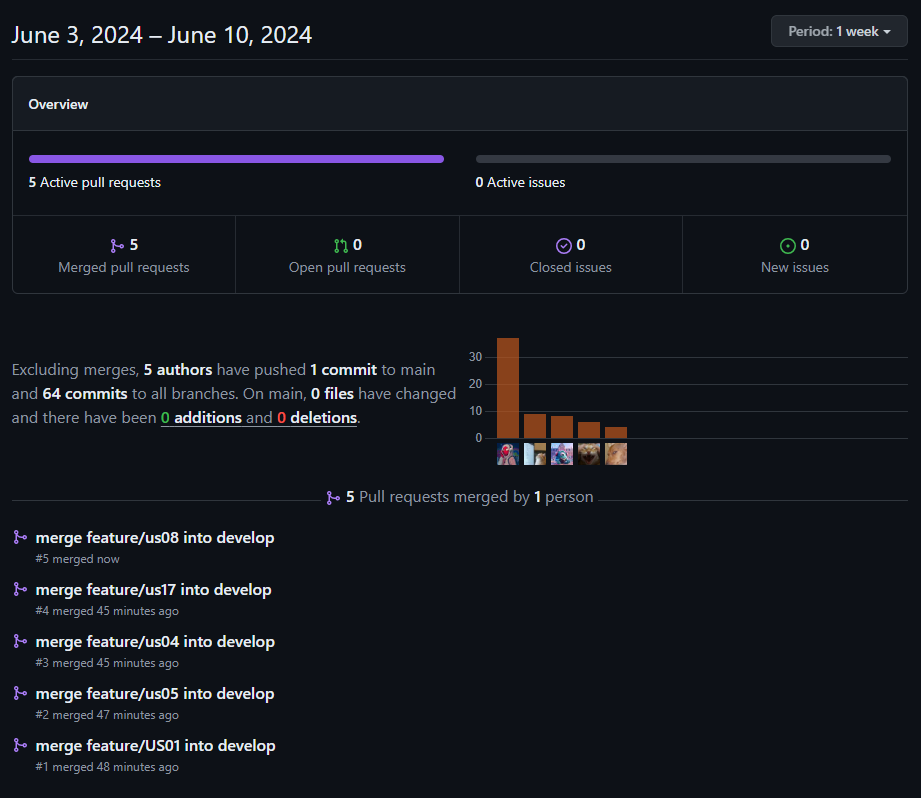 June 3, 2024 – June 10, 2024
Period: 1 week
Overview
5 Active pull requests
0 Active issues
5
Merged pull requests
0
Open pull requests
0
Closed issues
0
New issues
Excluding merges, 5 authors have pushed 1 commit to main
and 64 commits to all branches. On main, 0 files have changed
and there have been 0 additions and 0 deletions.
30
20
10
0
5 Pull requests merged by 1 person
merge feature/us08 into develop
#5 merged now
merge feature/us17 into develop
#4 merged 45 minutes ago
merge feature/us04 into develop
#3 merged 45 minutes ago
merge feature/us05 into develop
#2 merged 47 minutes ago
merge feature/US01 into develop
#1 merged 48 minutes ago